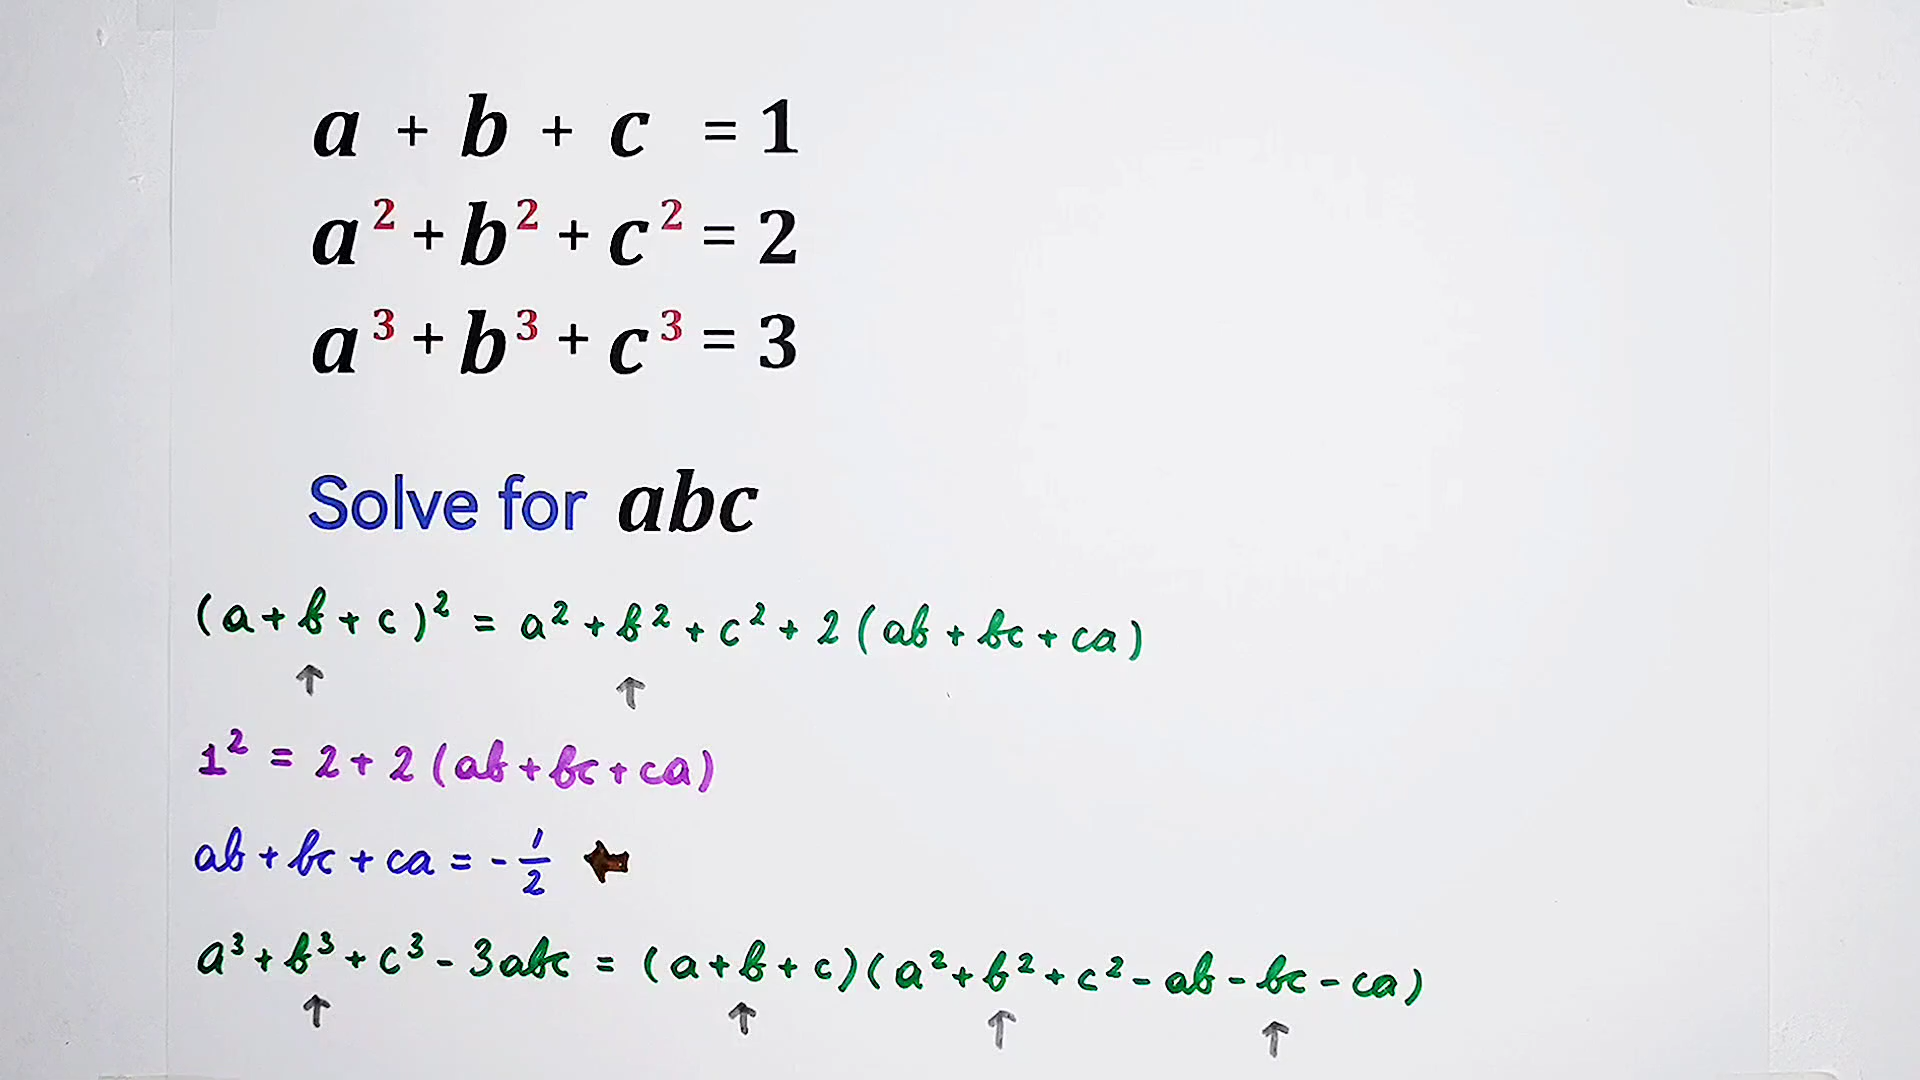 a + b + c = 1
a² + b² + c² = 2
a³ + b³ + c³ = 3
Solve for abc
(a + b + c)² = a² + b² + c² + 2 (ab + bc + ca)
↑ ↑
1² = 2 + 2 (ab + bc + ca)
ab + bc + ca = - 1/2 ←
a³ + b³ + c³ - 3abc = (a + b + c)(a² + b² + c² - ab - bc - ca)
↑ ↑ ↑ ↑